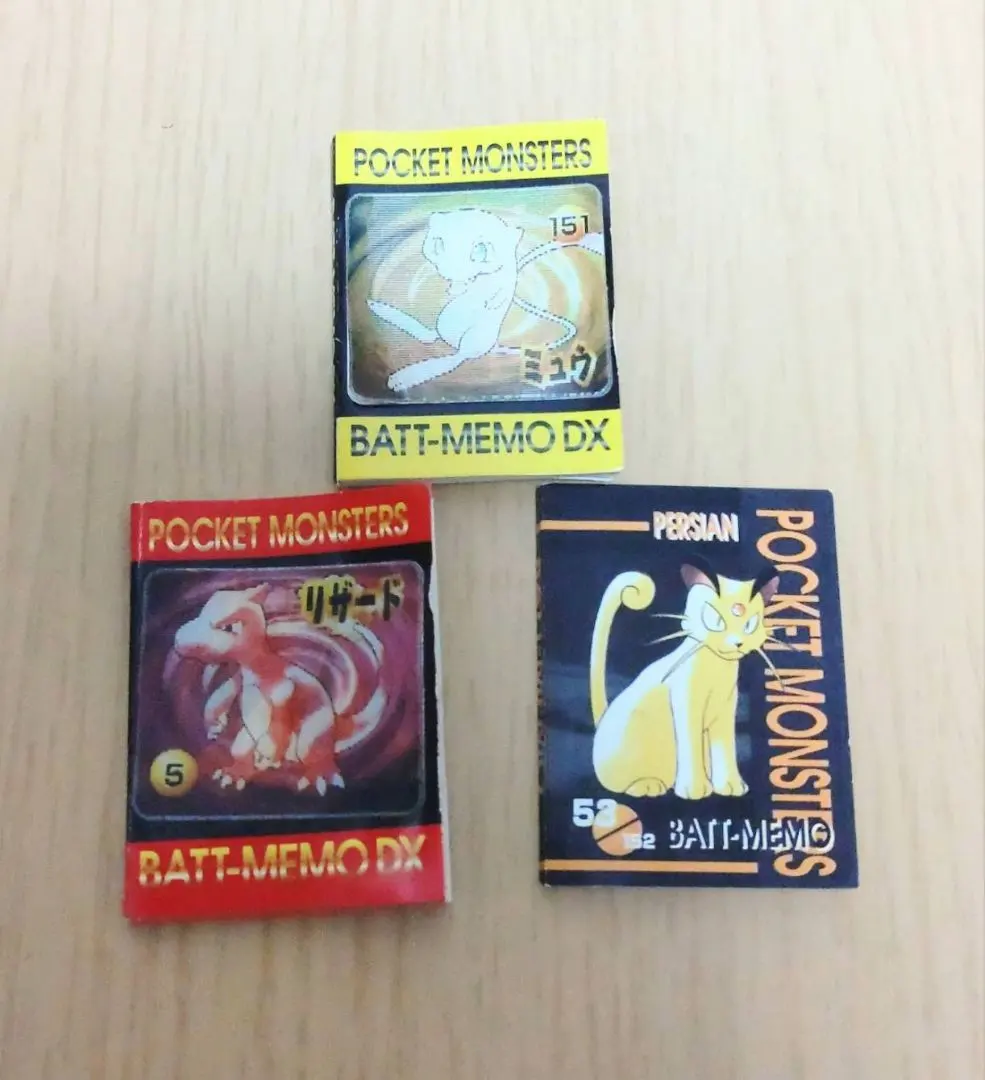 POCKET MONSTERS
151
ミュウ
BATT-MEMO DX
POCKET MONSTERS
リザード
5
BATT-MEMO DX
PERSIAN
POCKET MONSTERS
53
152
BATT-MEMO